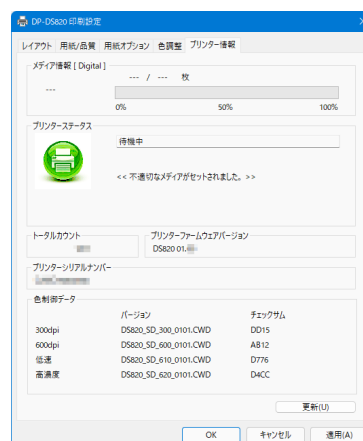 DP-DS820 印刷設定
レイアウト 用紙/品質 用紙オプション 色調整 プリンター情報
メディア情報 [ Digital ]
--- / --- 枚
---
0% 50% 100%
プリンターステータス
待機中
<< 不適切なメディアがセットされました。 >>
トータルカウント プリンターファームウェアバージョン
DS820 01.
プリンターシリアルナンバー
色制御データ
バージョン チェックサム
300dpi DS820_SD_300_0101.CWD DD15
600dpi DS820_SD_600_0101.CWD AB12
低速 DS820_SD_610_0101.CWD D776
高濃度 DS820_SD_620_0101.CWD D4CC
更新(U)
OK キャンセル 適用(A)